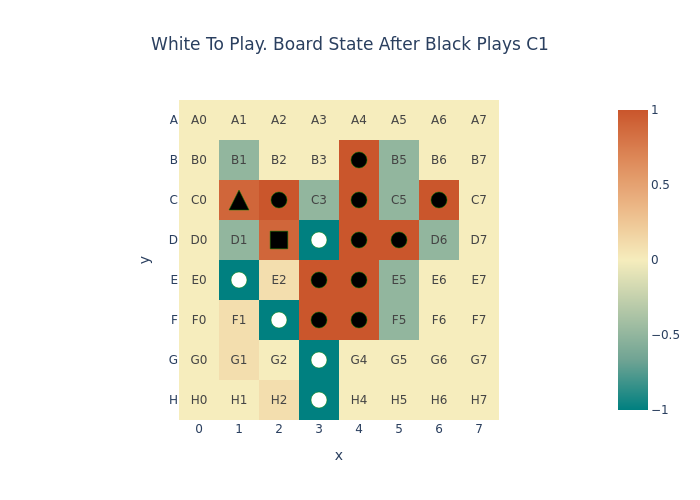 White To Play. Board State After Black Plays C1
A A0 A1 A2 A3 A4 A5 A6 A7
B B0 B1 B2 B3 B5 B6 B7
C C0 C3 C5 C7
D D0 D1 D6 D7
E E0 E2 E5 E6 E7
F F0 F1 F5 F6 F7
G G0 G1 G2 G4 G5 G6 G7
H H0 H1 H2 H4 H5 H6 H7
0 1 2 3 4 5 6 7
x
y
1
0.5
0
−0.5
−1